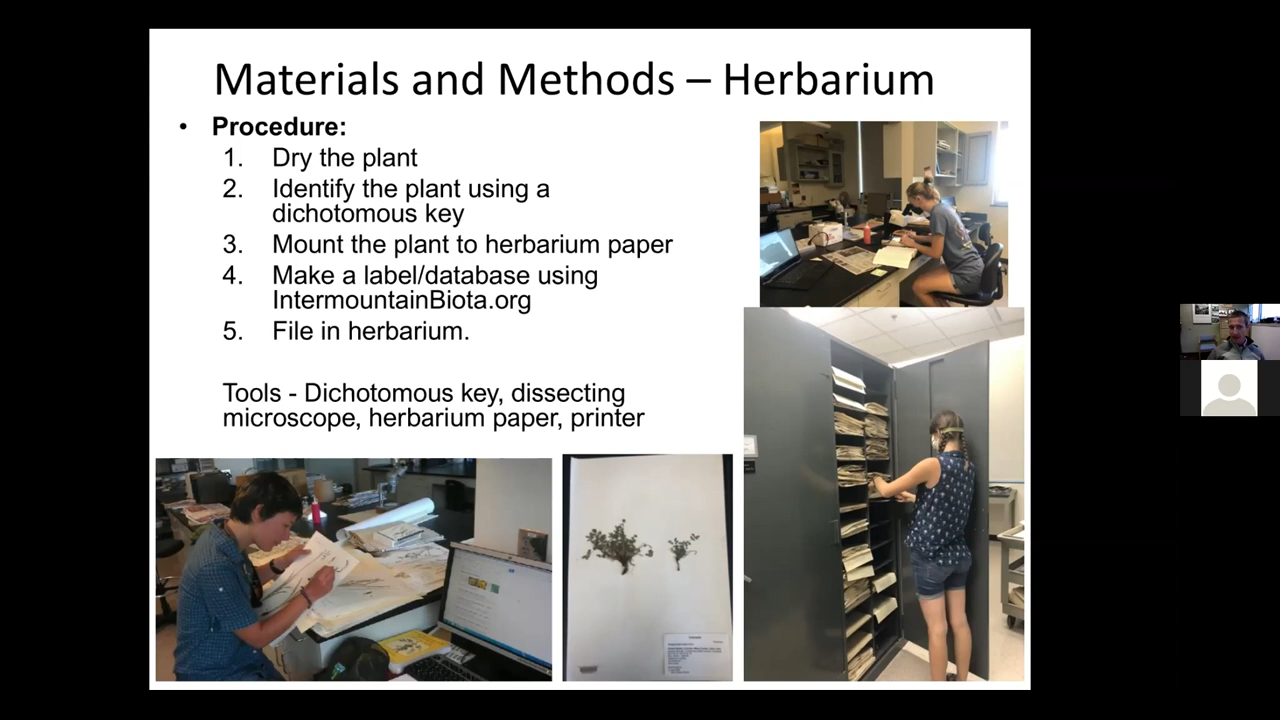 Materials and Methods – Herbarium
• Procedure:
1. Dry the plant
2. Identify the plant using a
dichotomous key
3. Mount the plant to herbarium paper
4. Make a label/database using
IntermountainBiota.org
5. File in herbarium.
Tools - Dichotomous key, dissecting
microscope, herbarium paper, printer